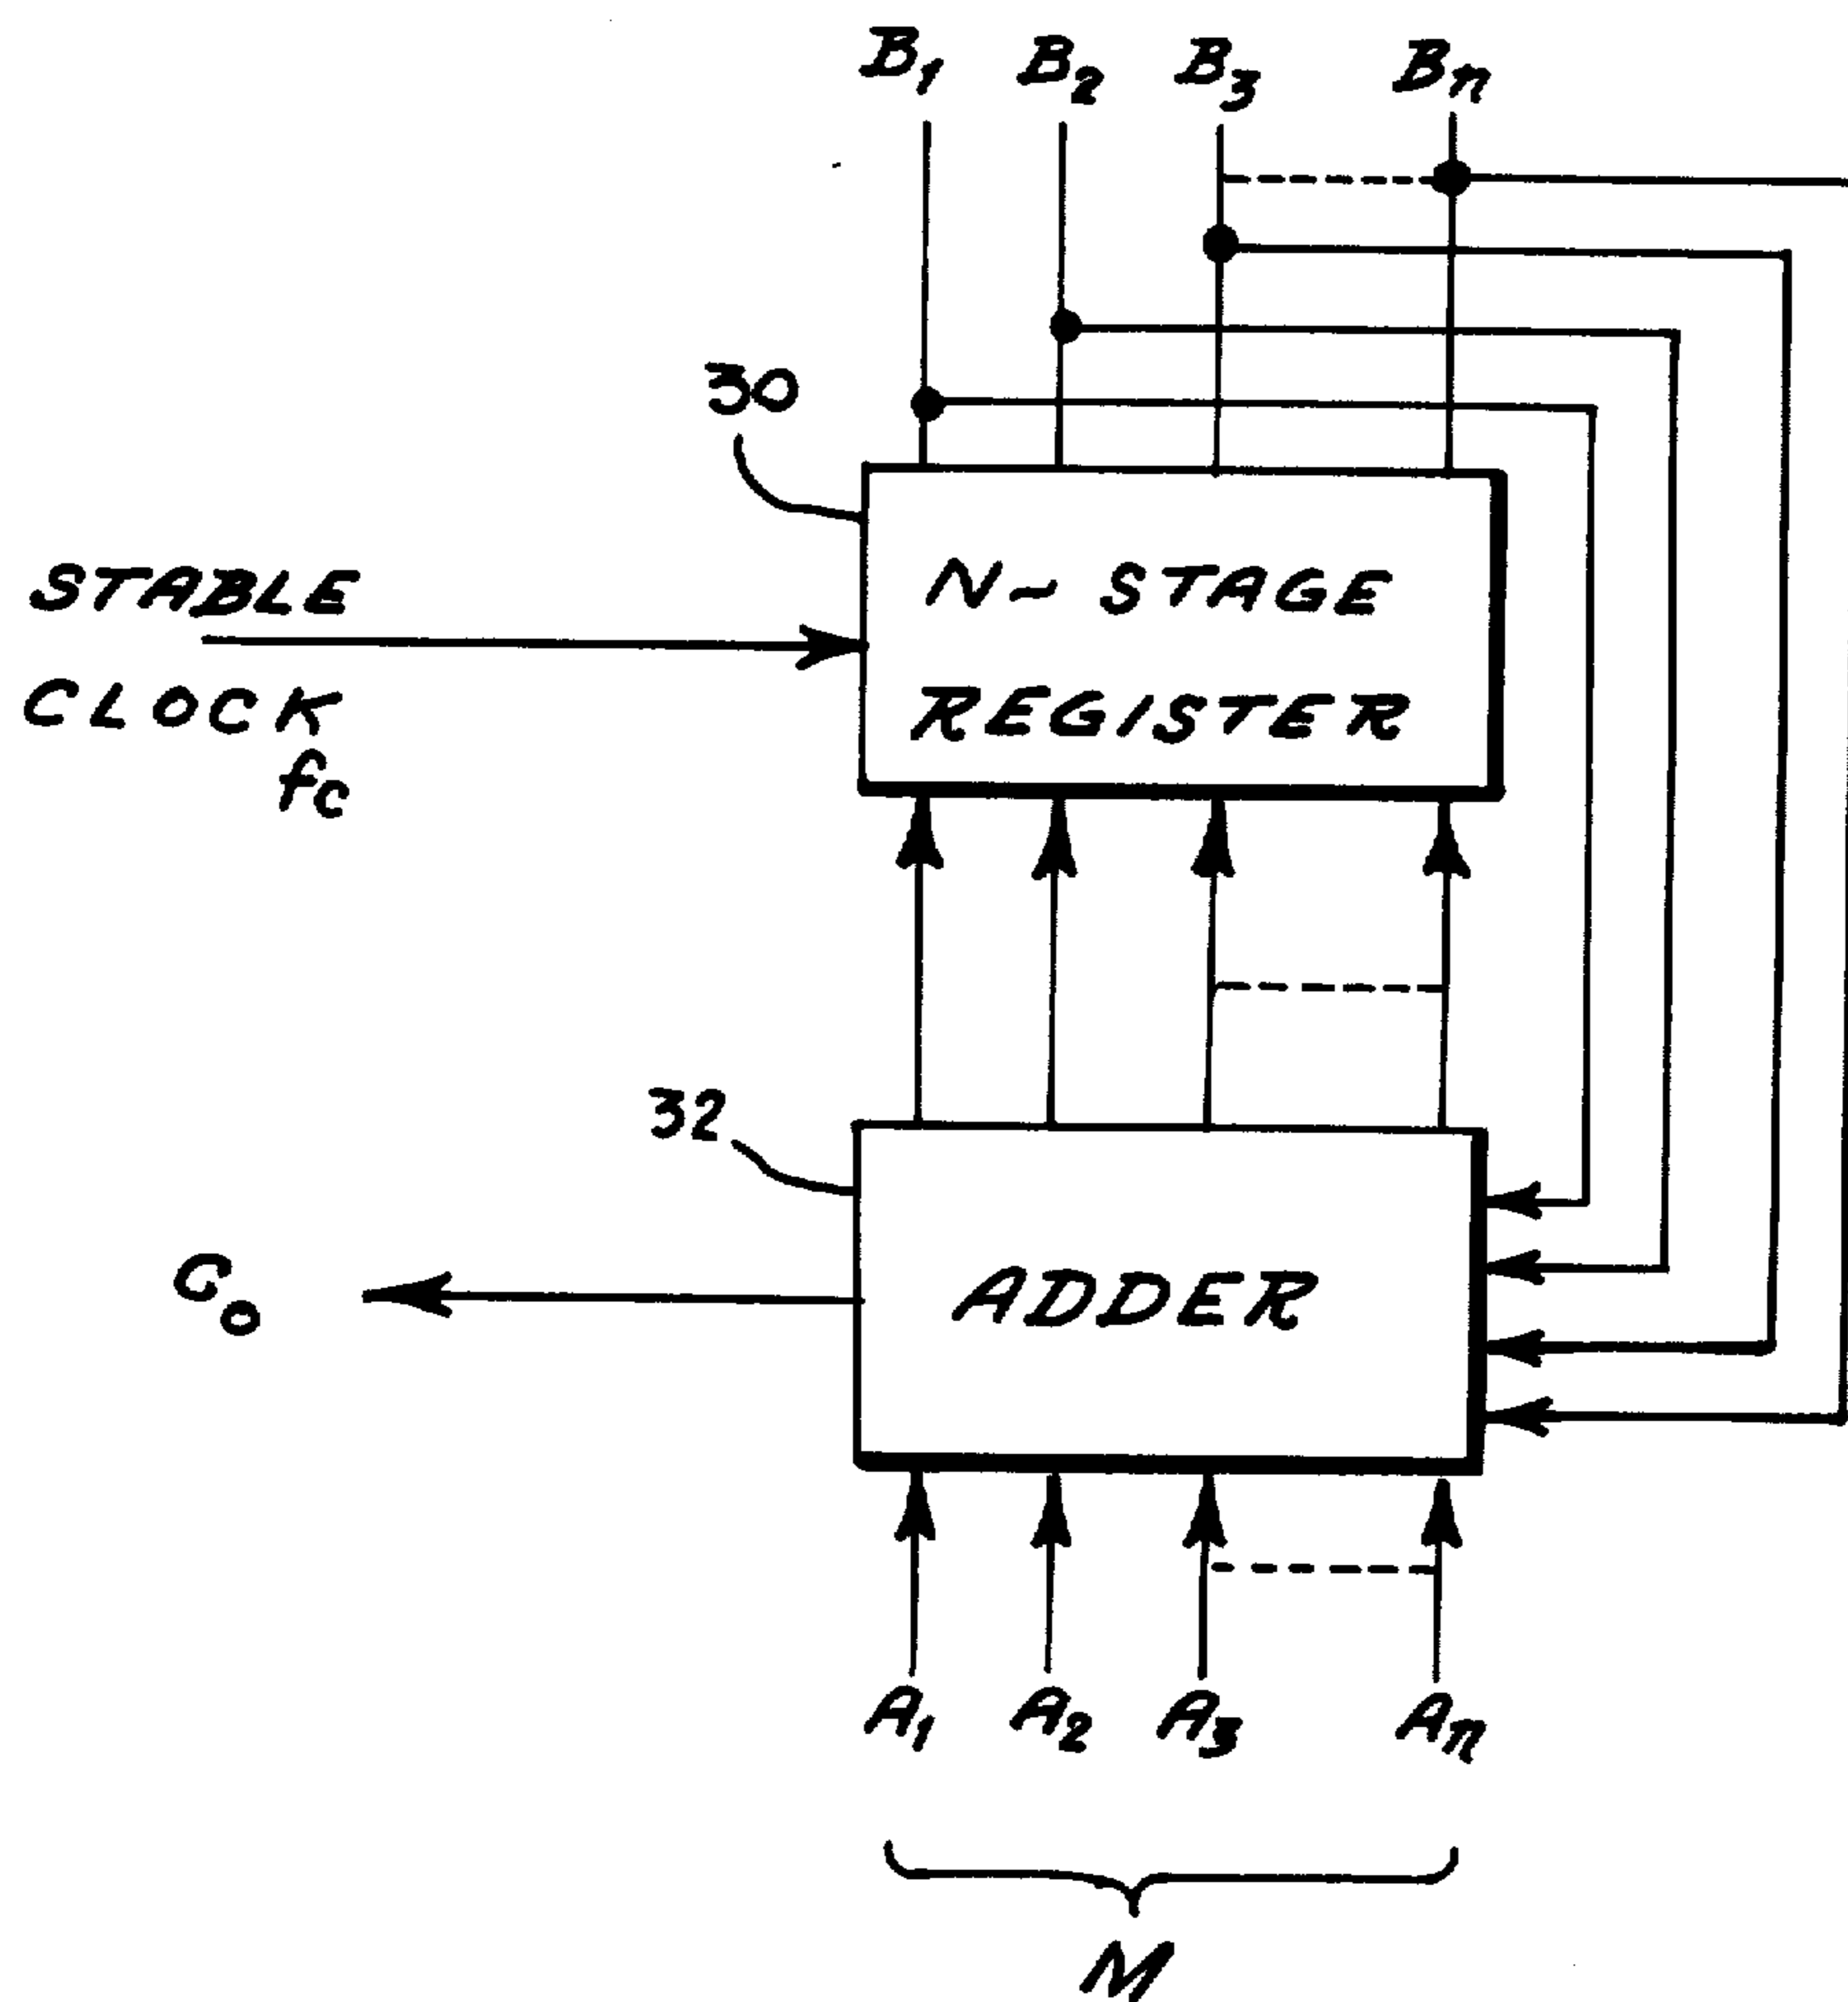 B1 B2 B3 Bn
30
STABLE
CLOCK
fc
N-STAGE
REGISTER
32
Co
ADDER
A1 A2 A3 An
M